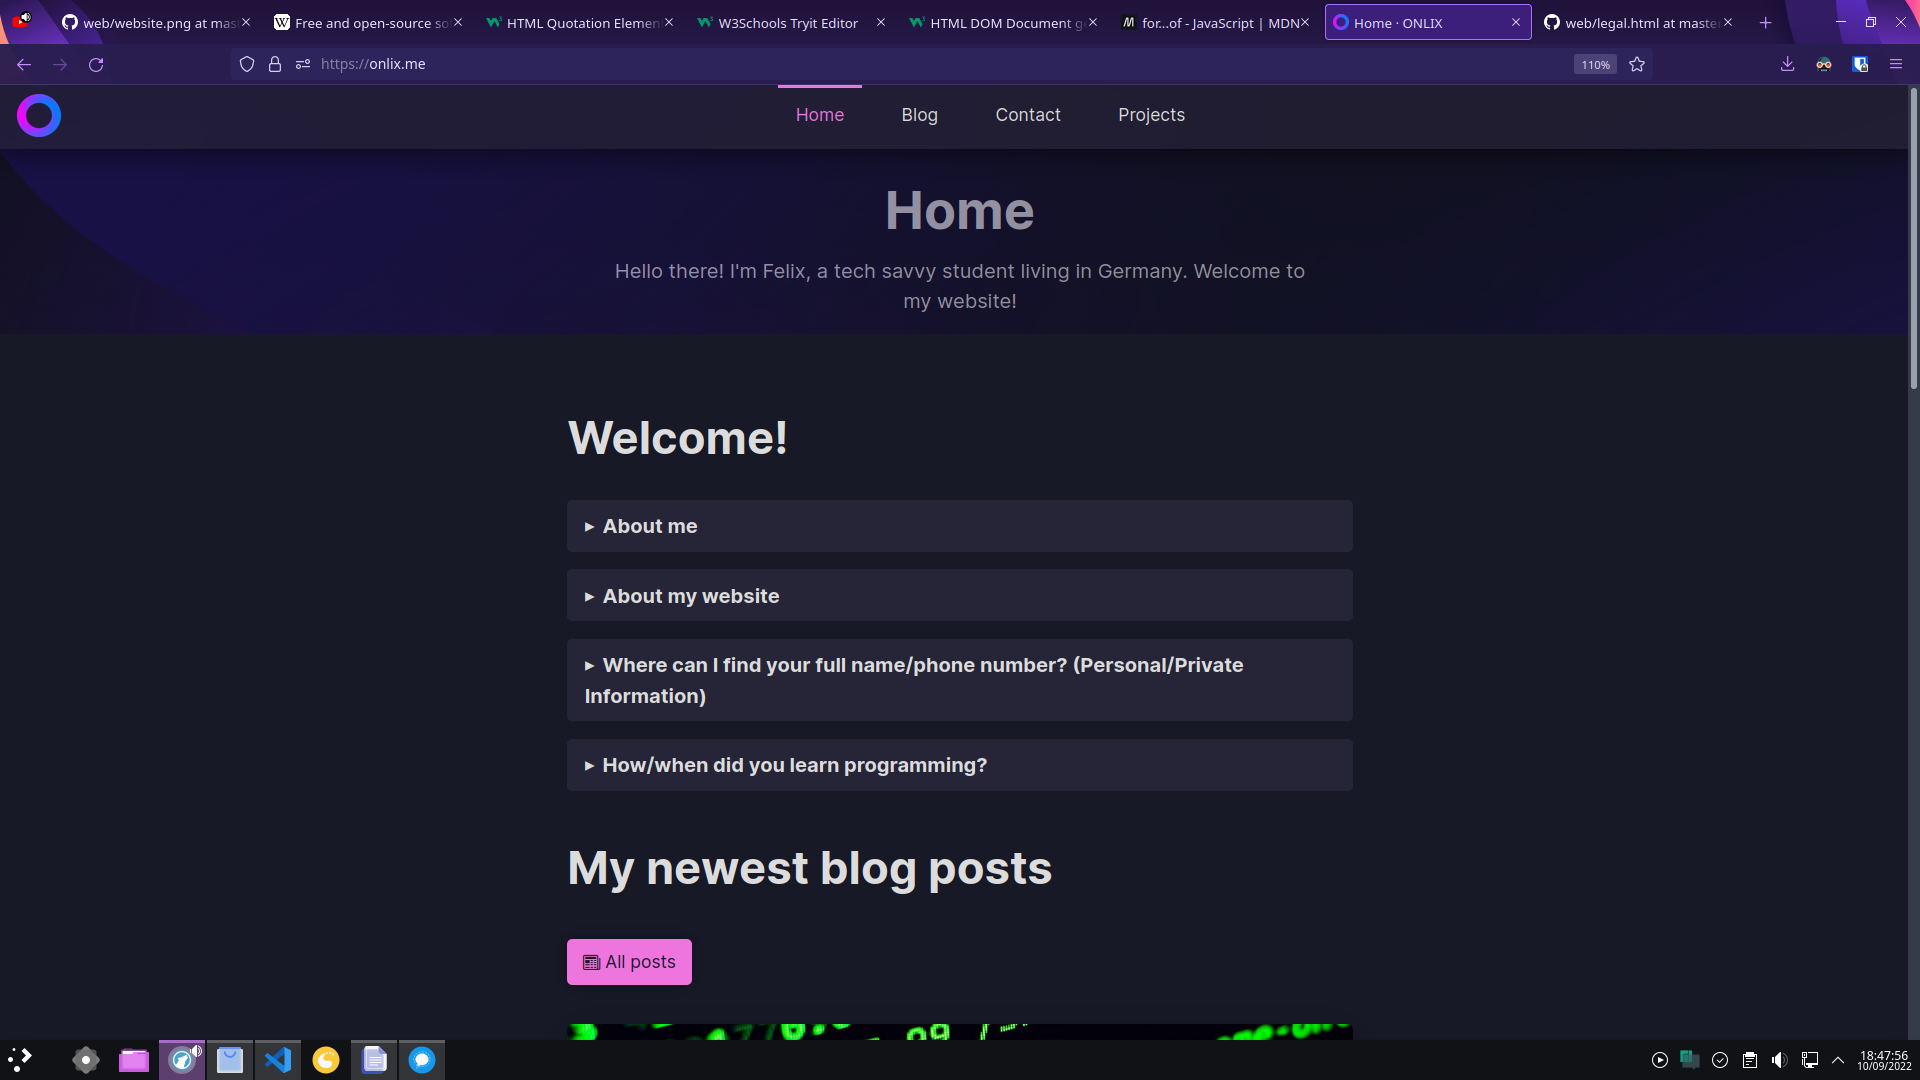 web/website.png at mas
Free and open-source so
HTML Quotation Elemen
W3Schools Tryit Editor
HTML DOM Document g
for...of - JavaScript | MDN
Home · ONLIX
web/legal.html at master
https://onlix.me
110%
Home
Blog
Contact
Projects
Home
Hello there! I'm Felix, a tech savvy student living in Germany. Welcome to
my website!
Welcome!
▸ About me
▸ About my website
▸ Where can I find your full name/phone number? (Personal/Private
Information)
▸ How/when did you learn programming?
My newest blog posts
All posts
18:47:56
10/09/2022